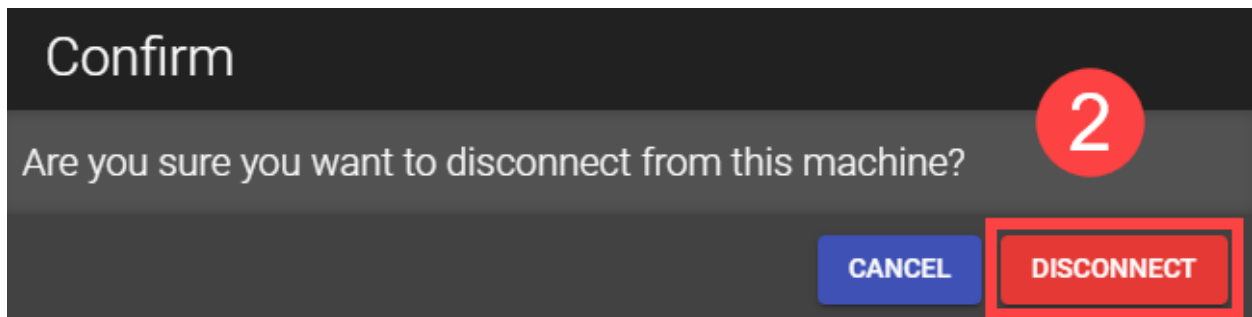 Confirm
2
Are you sure you want to disconnect from this machine?
CANCEL
DISCONNECT